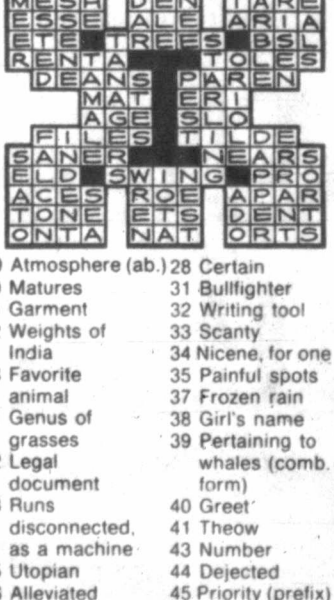 MESH DEN TARE
ESSE ALE ARIA
ETE TREES BSL
RENTA TOLES
DEANS PAREN
MAT ERI
AGE SLO
FILES TILDE
SANER NEARS
ELD SWING PRO
ACES ROE APAR
TONE ETS DENT
ONTA NAT ORTS
Atmosphere (ab.)
Matures
Garment
Weights of
India
Favorite
animal
Genus of
grasses
Legal
document
Runs
disconnected,
as a machine
Utopian
Alleviated
28 Certain
31 Bullfighter
32 Writing tool
33 Scanty
34 Nicene, for one
35 Painful spots
37 Frozen rain
38 Girl's name
39 Pertaining to
whales (comb.
form)
40 Greet
41 Theow
43 Number
44 Dejected
45 Priority (prefix)